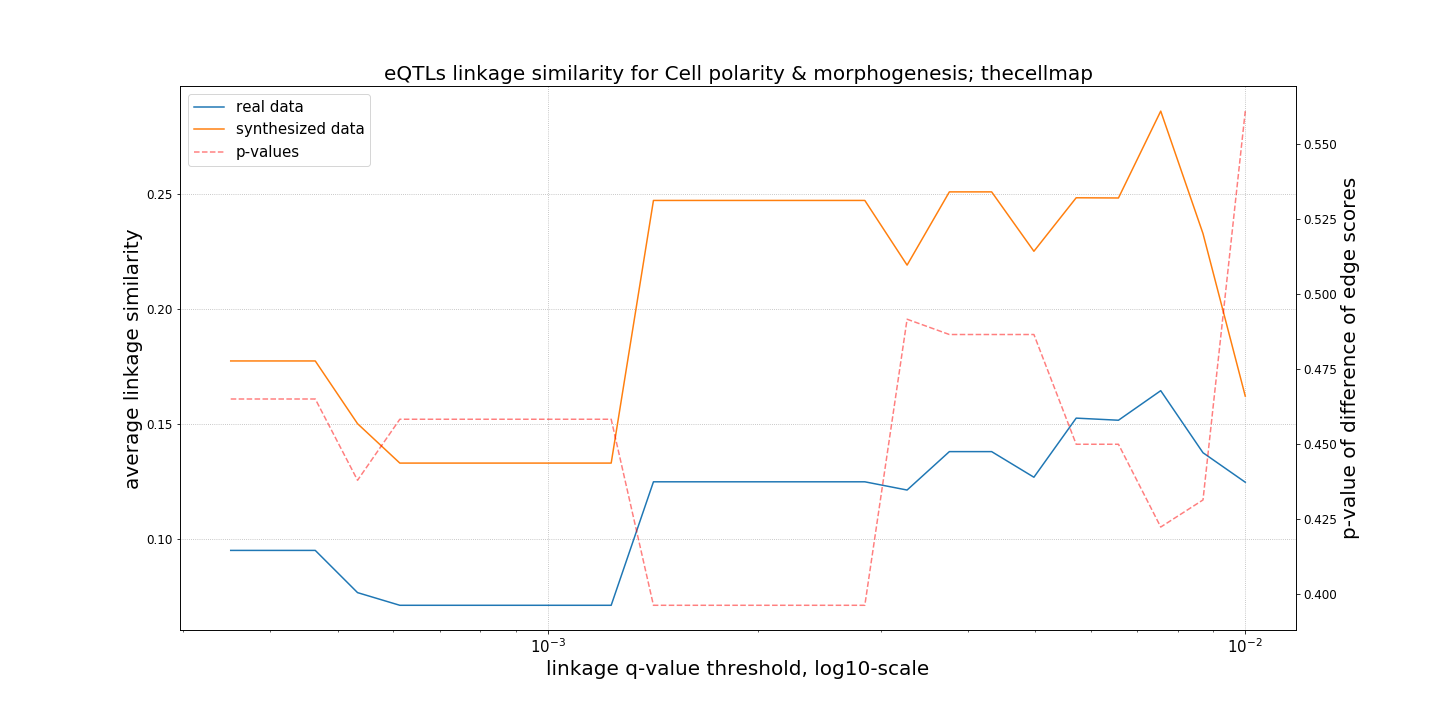 eQTLs linkage similarity for Cell polarity & morphogenesis; thecellmap
real data
synthesized data
p-values
average linkage similarity
0.25
0.20
0.15
0.10
0.550
0.525
0.500
0.475
0.450
0.425
0.400
p-value of difference of edge scores
10⁻³
10⁻²
linkage q-value threshold, log10-scale